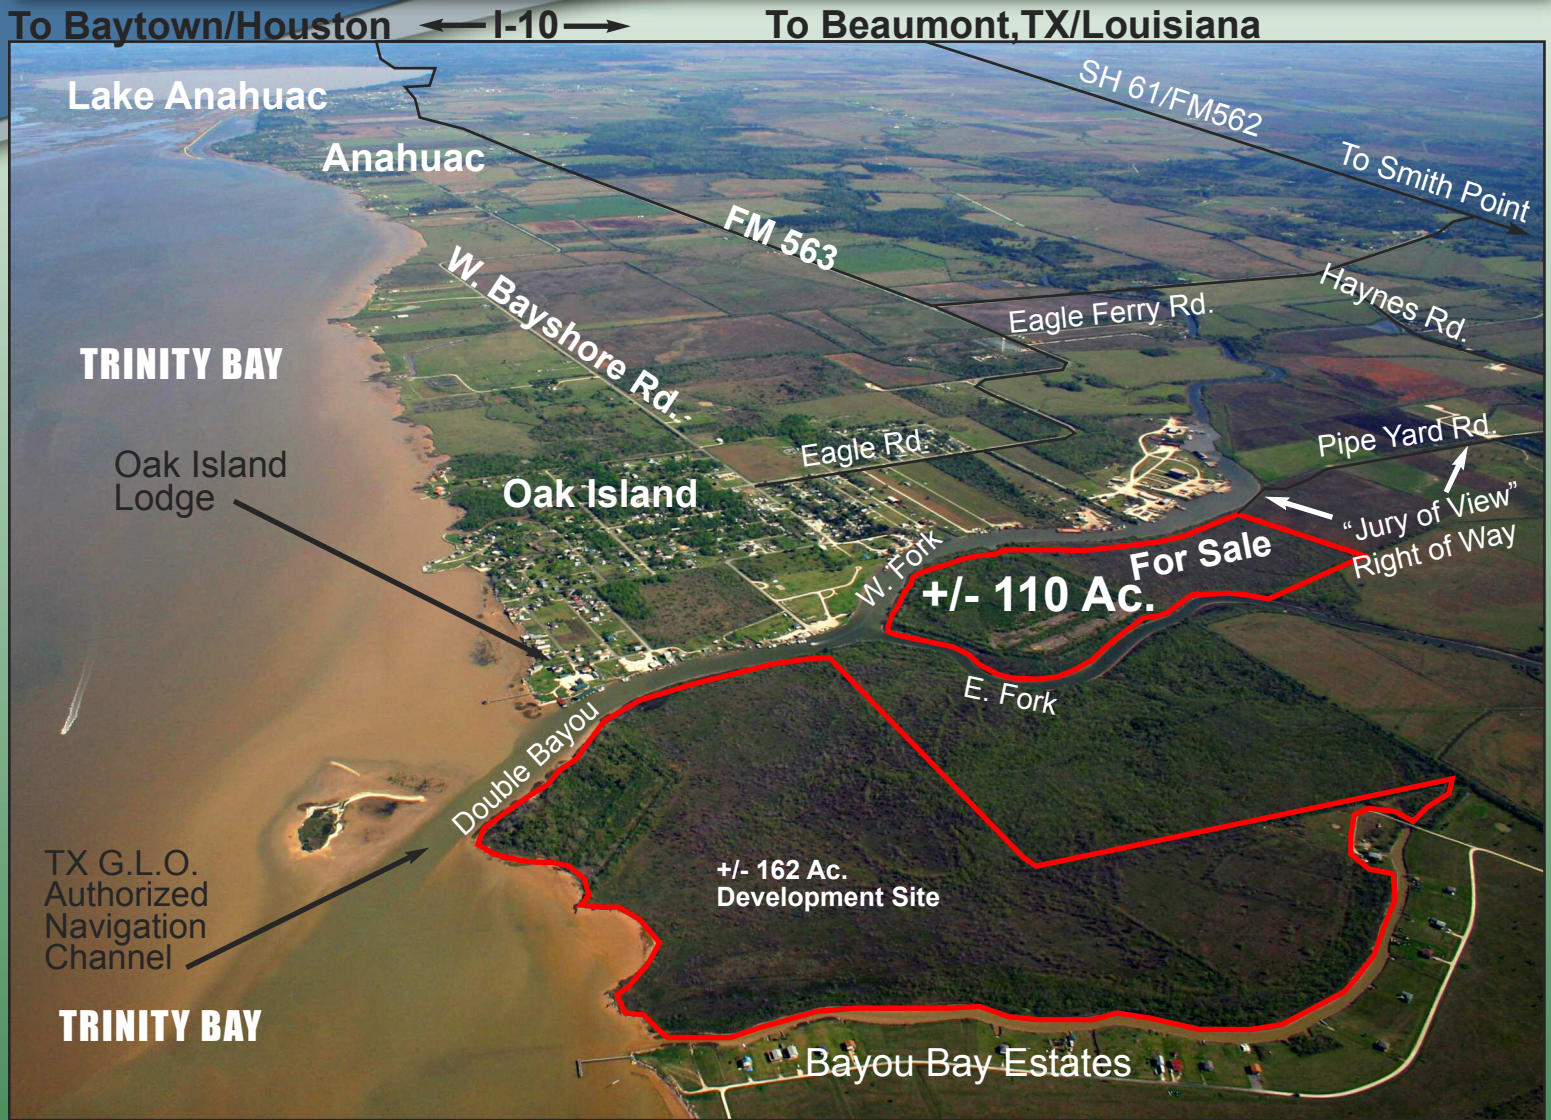 To Baytown/Houston
I-10
To Beaumont,TX/Louisiana
Lake Anahuac
Anahuac
SH 61/FM562
To Smith Point
FM 563
W. Bayshore Rd..
Eagle Ferry Rd.
Haynes Rd.
TRINITY BAY
Eagle Rd.
Pipe Yard Rd.
Oak Island
Lodge
Oak Island
“Jury of View”
Right of Way
W. Fork
For Sale
+/- 110 Ac.
E. Fork
Double Bayou
TX G.L.O.
Authorized
Navigation
Channel
+/- 162 Ac.
Development Site
TRINITY BAY
Bayou Bay Estates